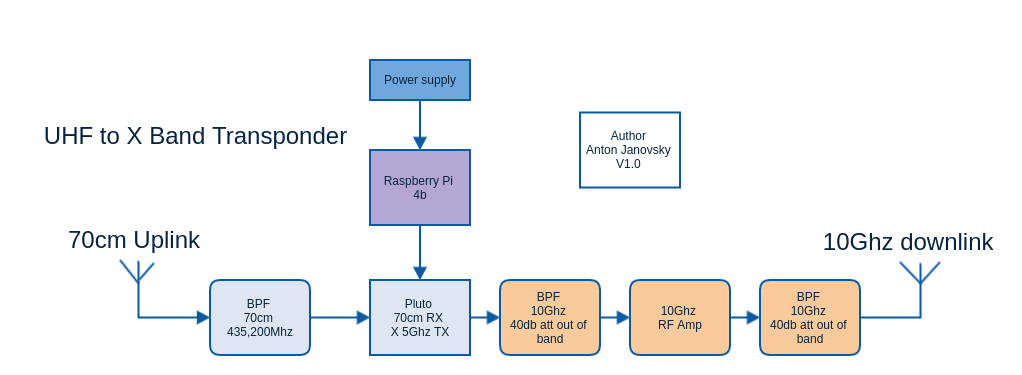 Power supply
UHF to X Band Transponder
Author
Anton Janovsky
V1.0
Raspberry Pi
4b
70cm Uplink
10Ghz downlink
BPF
70cm
435,200Mhz
Pluto
70cm RX
X 5Ghz TX
BPF
10Ghz
40db att out of
band
10Ghz
RF Amp
BPF
10Ghz
40db att out of
band